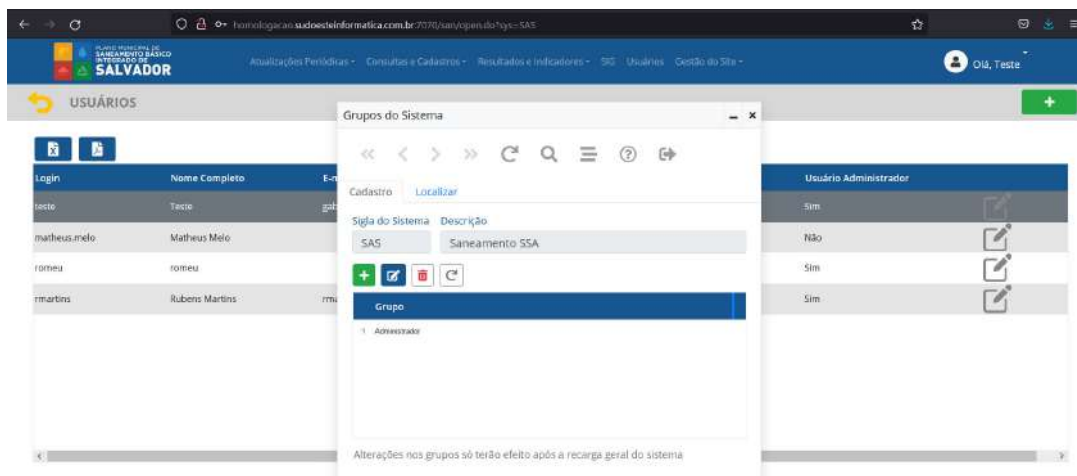 homologacao.sudoesteinformatica.com.br:7070/san/open.do?sys=SAS
PLANO MUNICIPAL DE
SANEAMENTO BÁSICO
INTEGRADO DE
SALVADOR
Atualizações Periódicas
Consultas e Cadastros
Resultados e Indicadores
SIG
Usuários
Gestão do Site
Olá, Teste
USUÁRIOS
Login
Nome Completo
Usuário Administrador
teste
Teste
Sim
matheus.melo
Matheus Melo
Não
romeu
romeu
Sim
rmartins
Rubens Martins
Sim
Grupos do Sistema
Cadastro
Localizar
Sigla do Sistema
Descrição
SAS
Saneamento SSA
Grupo
1 Administrador
Alterações nos grupos só terão efeito após a recarga geral do sistema